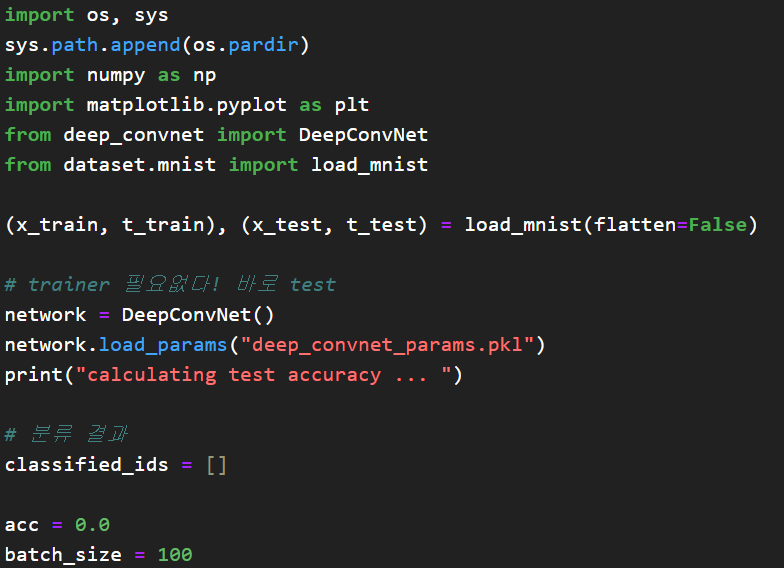 import os, sys
sys.path.append(os.pardir)
import numpy as np
import matplotlib.pyplot as plt
from deep_convnet import DeepConvNet
from dataset.mnist import load_mnist
(x_train, t_train), (x_test, t_test) = load_mnist(flatten=False)
# trainer 필요없다! 바로 test
network = DeepConvNet()
network.load_params("deep_convnet_params.pkl")
print("calculating test accuracy ... ")
# 분류 결과
classified_ids = []
acc = 0.0
batch_size = 100